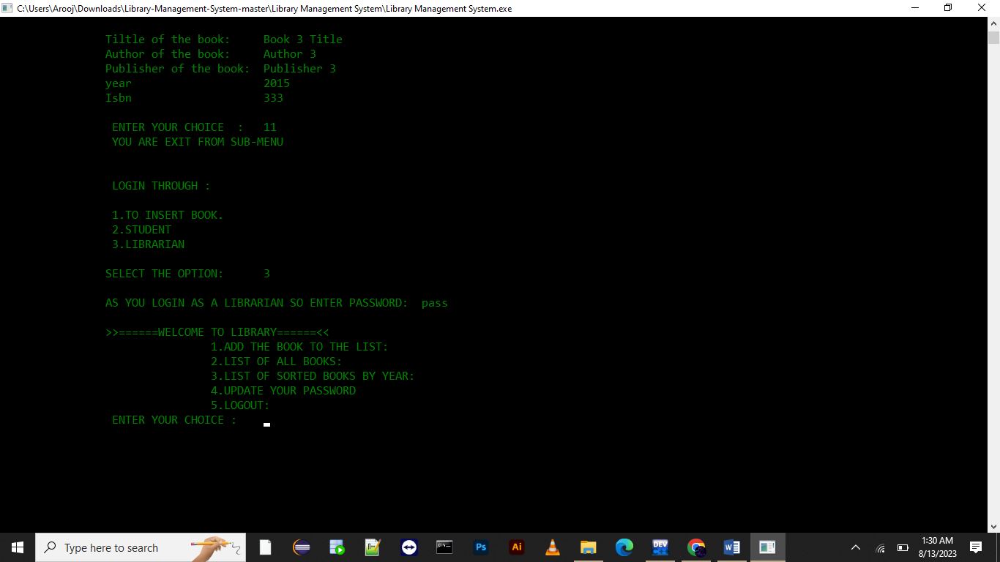 C:\Users\Arooj\Downloads\Library-Management-System-master\Library Management System\Library Management System.exe
Tiltle of the book: Book 3 Title
Author of the book: Author 3
Publisher of the book: Publisher 3
year 2015
Isbn 333
ENTER YOUR CHOICE : 11
YOU ARE EXIT FROM SUB-MENU
LOGIN THROUGH :
1.TO INSERT BOOK.
2.STUDENT
3.LIBRARIAN
SELECT THE OPTION: 3
AS YOU LOGIN AS A LIBRARIAN SO ENTER PASSWORD: pass
>>======WELCOME TO LIBRARY======<<
1.ADD THE BOOK TO THE LIST:
2.LIST OF ALL BOOKS:
3.LIST OF SORTED BOOKS BY YEAR:
4.UPDATE YOUR PASSWORD
5.LOGOUT:
ENTER YOUR CHOICE :
Type here to search
Ps
Ai
DEV
1:30 AM
8/13/2023